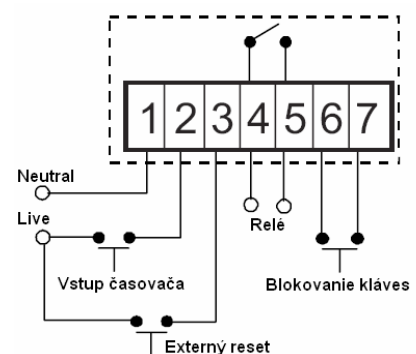 1 2 3 4 5 6 7
Neutral
Live
Relé
Vstup časovača
Blokovanie kláves
Externý reset